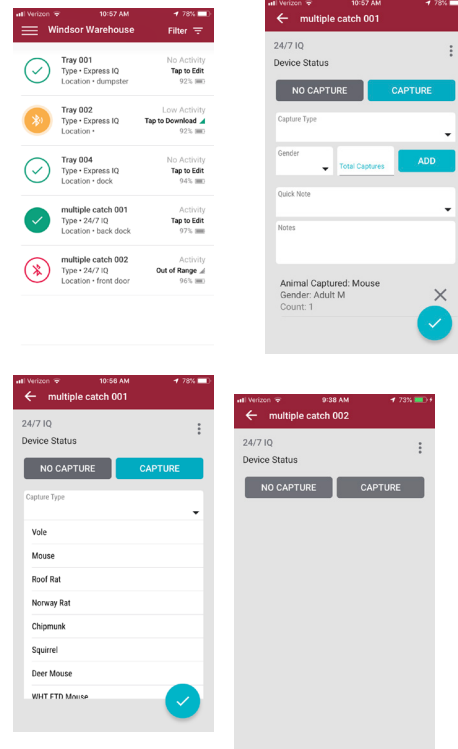 Verizon 10:57 AM 78%
Windsor Warehouse Filter
Tray 001 No Activity
Type • Express IQ Tap to Edit
Location • dumpster 92%
Tray 002 Low Activity
Type • Express IQ Tap to Download
Location • 92%
Tray 004 No Activity
Type • Express IQ Tap to Edit
Location • dock 94%
multiple catch 001 Activity
Type • 24/7 IQ Tap to Edit
Location • back dock 97%
multiple catch 002 Activity
Type • 24/7 IQ Out of Range
Location • front door 96%
Verizon 10:57 AM 78%
multiple catch 001
24/7 IQ
Device Status
NO CAPTURE CAPTURE
Capture Type
Gender
Total Captures ADD
Quick Note
Notes
Animal Captured: Mouse
Gender: Adult M
Count: 1
Verizon 10:56 AM 78%
multiple catch 001
24/7 IQ
Device Status
NO CAPTURE CAPTURE
Capture Type
Vole
Mouse
Roof Rat
Norway Rat
Chipmunk
Squirrel
Deer Mouse
WHT FTD Mouse
Verizon 9:38 AM 73%
multiple catch 002
24/7 IQ
Device Status
NO CAPTURE CAPTURE